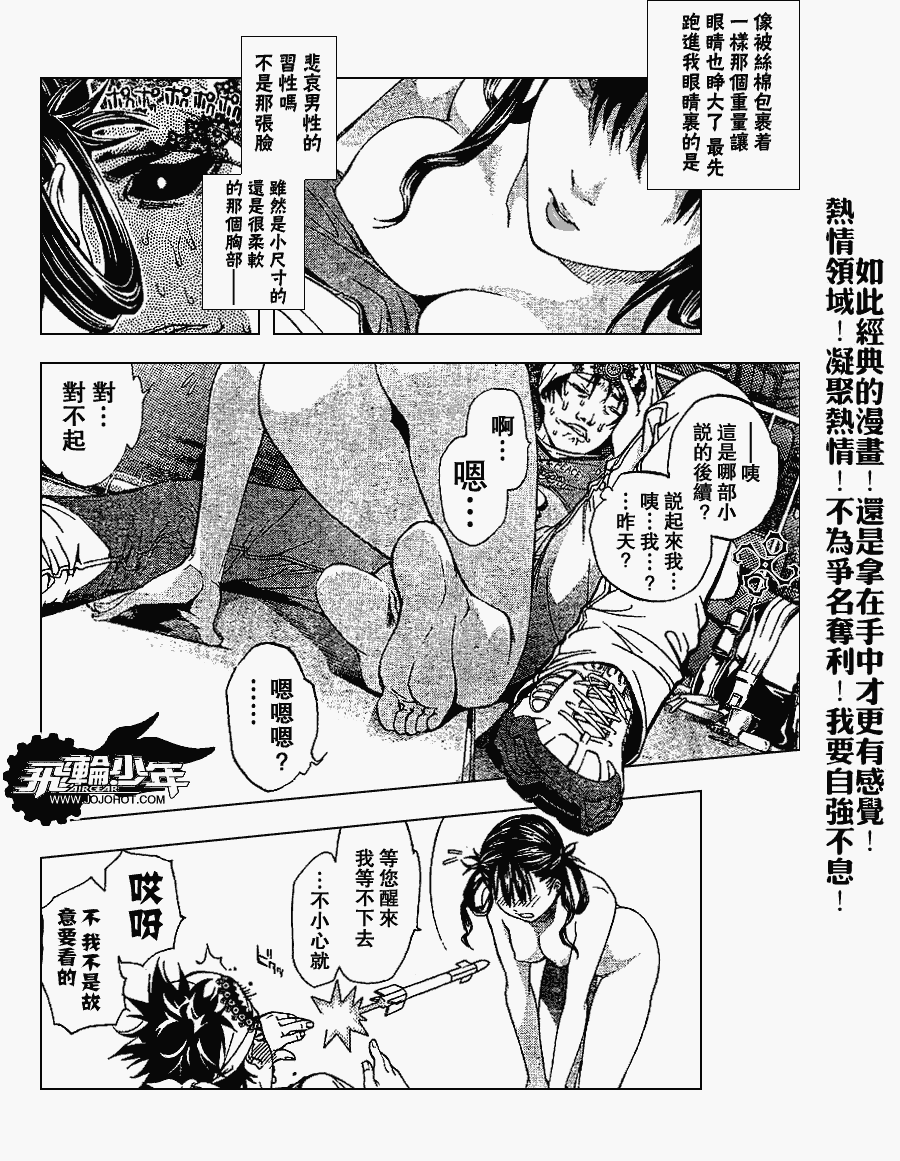 像被絲棉包裹着
一樣那個重量讓
眼睛也睁大了 最先
跑進我眼睛裏的是
悲哀男性的
習性嗎
不是那張臉
雖然是小尺寸的
還是很柔軟
的那個胸部——
ポポポポポ
如此經典的漫畫！還是拿在手中才更有感覺！
熱情領域！凝聚熱情！不為爭名奪利！我要自強不息！
——咦
這是哪部小
說的後續？
說起來我…
咦…我…？
…昨天？
啊…
嗯…
對…
對不起
嗯嗯嗯？
……
飛輪少年
AIRGEAR
WWW.JOJOHOT.COM
等您醒來
我等不下去
…不小心就
哎呀
不 我不是故
意要看的